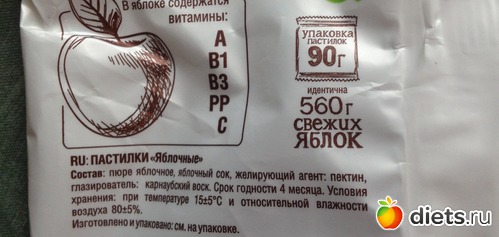 В яблоке содержатся
витамины:
A
B1
B3
PP
C
упаковка
пастилок
90г
идентична
560г
свежих
яблок
RU: ПАСТИЛКИ «Яблочные»
Состав: пюре яблочное, яблочный сок, желирующий агент: пектин,
глазирователь: карнаубский воск. Срок годности 4 месяца. Условия
хранения: при температуре 15±5°С и относительной влажности
воздуха 80±5%.
Изготовлено и упаковано: см. на упаковке.
diets.ru